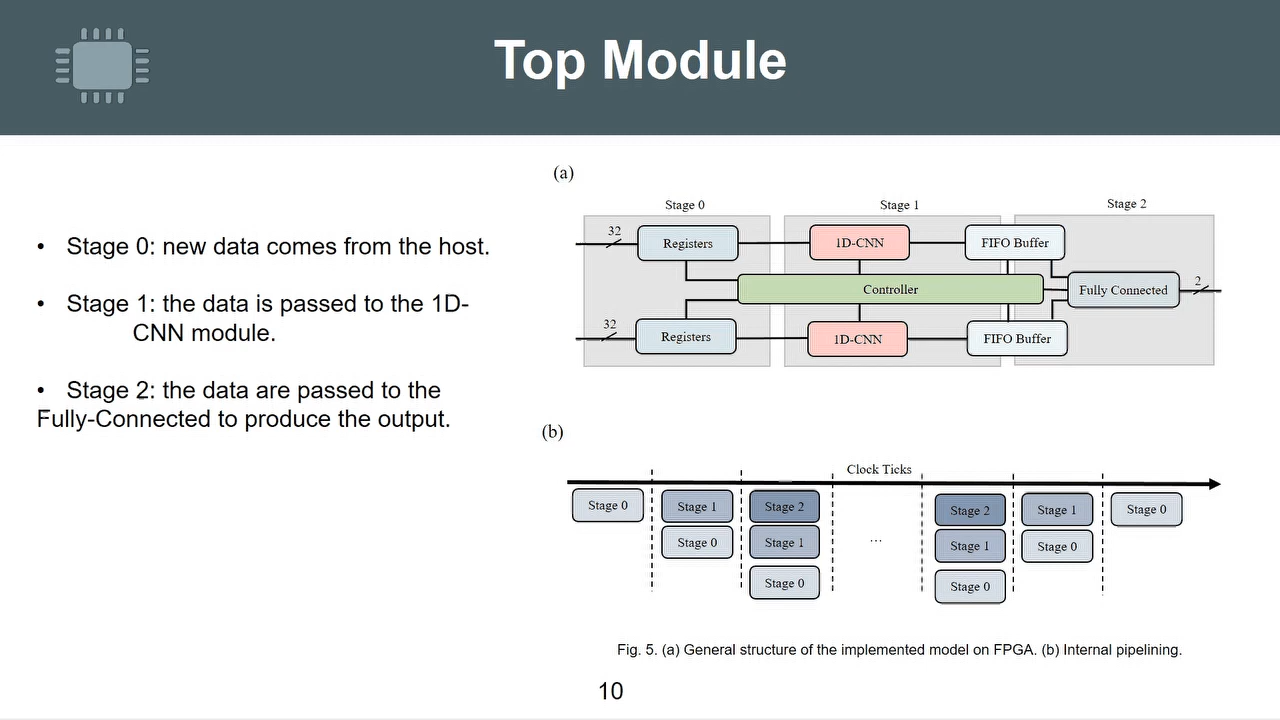 Top Module
• Stage 0: new data comes from the host.
• Stage 1: the data is passed to the 1D-
CNN module.
• Stage 2: the data are passed to the
Fully-Connected to produce the output.
(a)
Stage 0
Stage 1
Stage 2
32
Registers
1D-CNN
FIFO Buffer
Controller
Fully Connected
2
32
Registers
1D-CNN
FIFO Buffer
(b)
Clock Ticks
Stage 0
Stage 1
Stage 2
Stage 2
Stage 1
Stage 0
Stage 0
Stage 1
...
Stage 1
Stage 0
Stage 0
Stage 0
Fig. 5. (a) General structure of the implemented model on FPGA. (b) Internal pipelining.
10